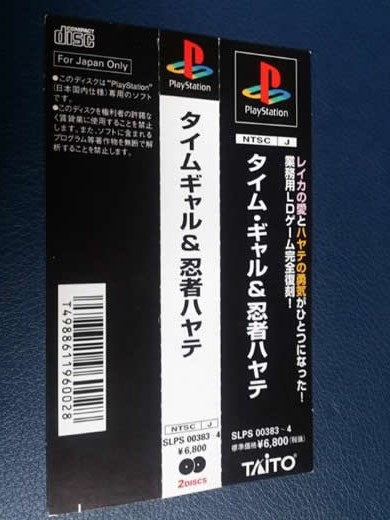 COMPACT
disc
For Japan Only
●このディスクは"PlayStation"
(日本国内仕様)専用のソフト
です。
●このディスクを権利者の許諾な
く賃貸業に使用することを禁止
します。また、ソフトに含まれる
プログラム等著作物を無断で解
析することを禁止します。
T4988611960028
PlayStation
タイムギャル&忍者ハヤテ
NTSC J
SLPS 00383~4
¥6,800
2DISCS
PlayStation
NTSC J
レイカの愛とハヤテの勇気がひとつになった!
業務用LDゲーム完全復刻!
タイム・ギャル&忍者ハヤテ
SLPS 00383~4
標準価格¥6,800(税抜)
TAITO